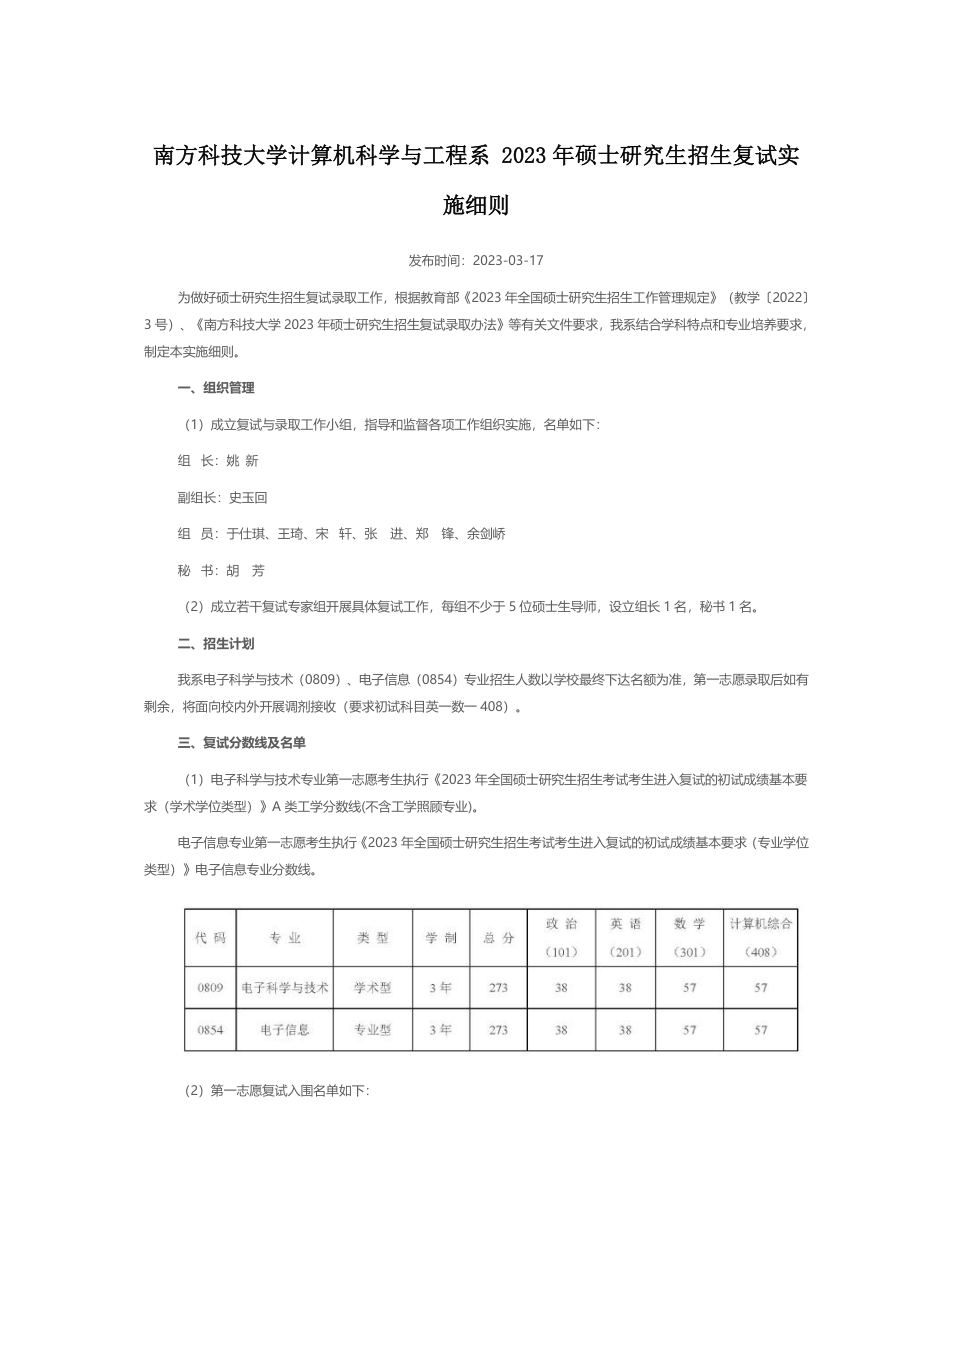 南方科技大学计算机科学与工程系 2023 年硕士研究生招生复试实
施细则
发布时间：2023-03-17
为做好硕士研究生招生复试录取工作，根据教育部《2023 年全国硕士研究生招生工作管理规定》（教学〔2022〕
3 号）、《南方科技大学 2023 年硕士研究生招生复试录取办法》等有关文件要求，我系结合学科特点和专业培养要求，
制定本实施细则。
一、组织管理
（1）成立复试与录取工作小组，指导和监督各项工作组织实施，名单如下：
组 长：姚 新
副组长：史玉回
组 员：于仕琪、王琦、宋 轩、张 进、郑 锋、余剑峤
秘 书：胡 芳
（2）成立若干复试专家组开展具体复试工作，每组不少于 5 位硕士生导师，设立组长 1 名，秘书 1 名。
二、招生计划
我系电子科学与技术（0809）、电子信息（0854）专业招生人数以学校最终下达名额为准，第一志愿录取后如有
剩余，将面向校内外开展调剂接收（要求初试科目英一数一 408）。
三、复试分数线及名单
（1）电子科学与技术专业第一志愿考生执行《2023 年全国硕士研究生招生考试考生进入复试的初试成绩基本要
求（学术学位类型）》A 类工学分数线(不含工学照顾专业)。
电子信息专业第一志愿考生执行《2023 年全国硕士研究生招生考试考生进入复试的初试成绩基本要求（专业学位
类型）》电子信息专业分数线。
代 码 专 业 类 型 学 制 总 分 政 治 英 语 数 学 计算机综合
（101） （201） （301） （408）
0809 电子科学与技术 学术型 3 年 273 38 38 57 57
0854 电子信息 专业型 3 年 273 38 38 57 57
（2）第一志愿复试入围名单如下：